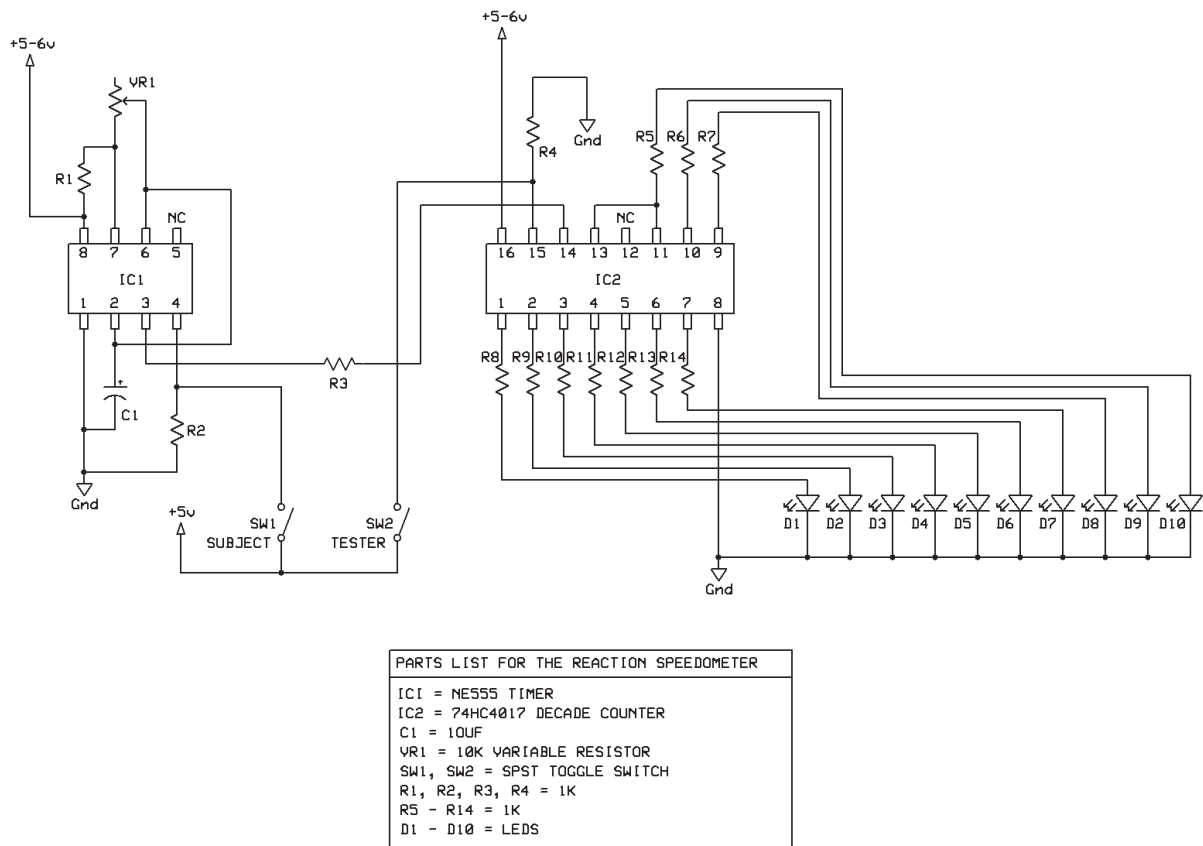 +5-6v
+5-6v
VR1
R1
R4
Gnd
R5
R6
R7
NC
NC
8 7 6 5
IC1
1 2 3 4
16 15 14 13 12 11 10 9
IC2
1 2 3 4 5 6 7 8
R8 R9 R10 R11 R12 R13 R14
R3
+
C1
R2
Gnd
+5v
SW1
SUBJECT
SW2
TESTER
D1 D2 D3 D4 D5 D6 D7 D8 D9 D10
Gnd
PARTS LIST FOR THE REACTION SPEEDOMETER
ICI = NE555 TIMER
IC2 = 74HC4017 DECADE COUNTER
C1 = 10UF
VR1 = 10K VARIABLE RESISTOR
SW1, SW2 = SPST TOGGLE SWITCH
R1, R2, R3, R4 = 1K
R5 - R14 = 1K
D1 - D10 = LEDS